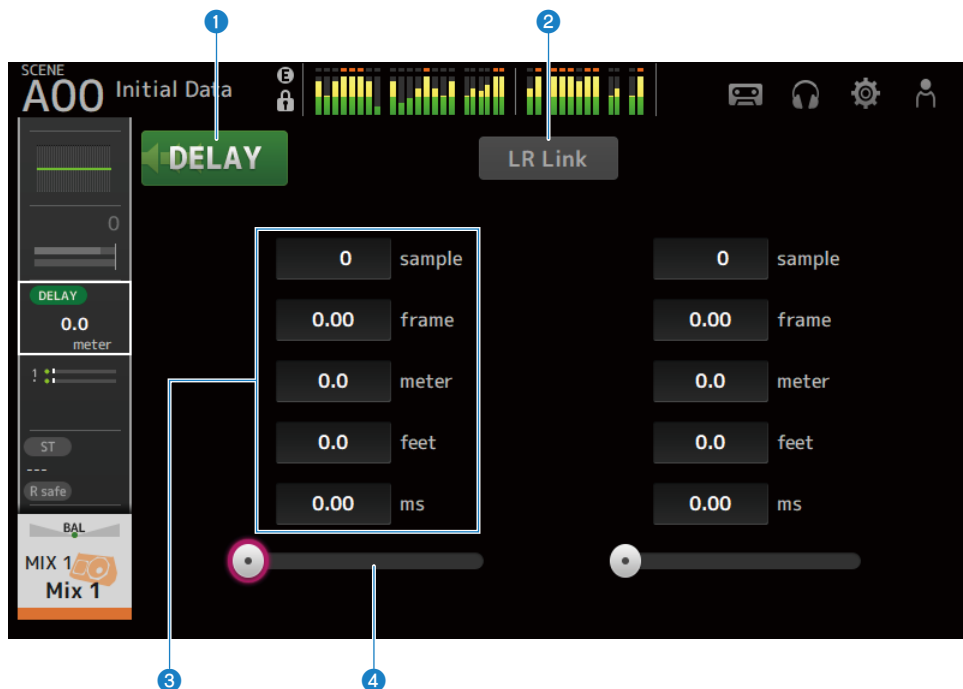 1
2
SCENE
A00 Initial Data
E
DELAY
LR Link
0
0 sample
0 sample
DELAY
0.0
meter
0.00 frame
0.00 frame
0.0 meter
0.0 meter
!
0.0 feet
0.0 feet
ST
---
R safe
0.00 ms
0.00 ms
BAL
MIX 1
Mix 1
3
4